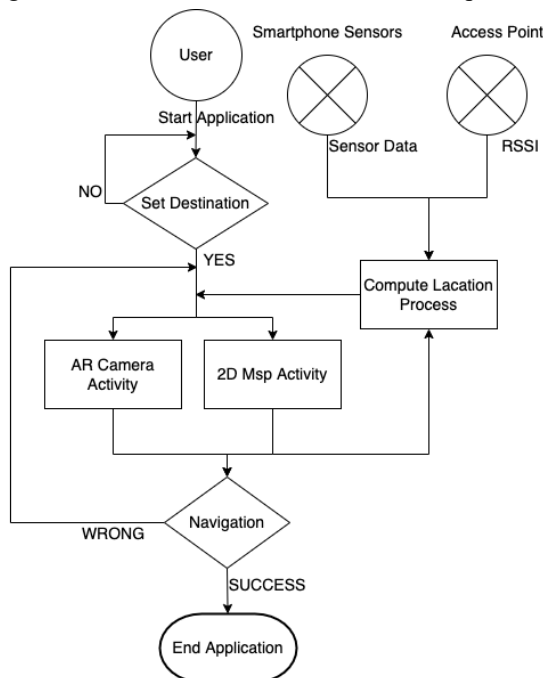 Smartphone Sensors
Access Point
User
Start Application
Sensor Data
RSSI
NO
Set Destination
YES
Compute Lacation
Process
AR Camera
Activity
2D Msp Activity
Navigation
WRONG
SUCCESS
End Application